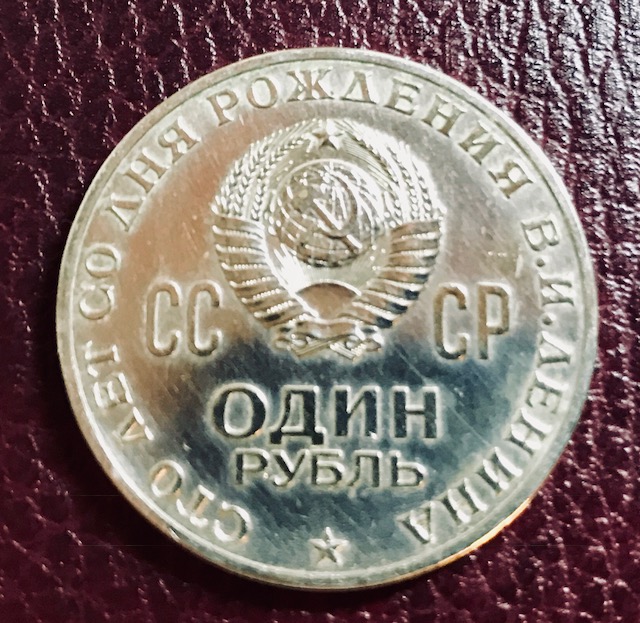 СТО ЛЕТ СО ДНЯ РОЖДЕНИЯ В.И.ЛЕНИНА
СС СР
ОДИН
РУБЛЬ